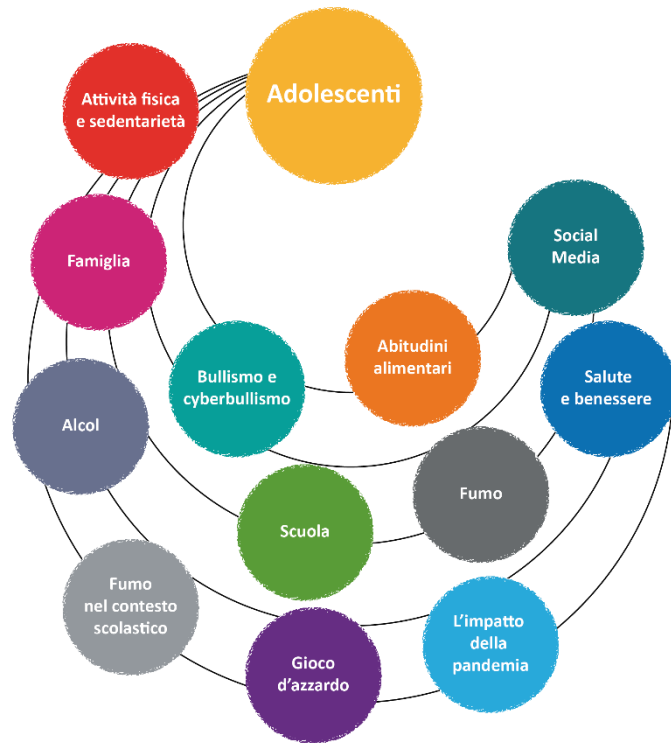 Adolescenti
Attività fisica
e sedentarietà
Famiglia
Social
Media
Abitudini
alimentari
Bullismo e
cyberbullismo
Salute
e benessere
Alcol
Fumo
Scuola
Fumo
nel contesto
scolastico
L’impatto
della
pandemia
Gioco
d’azzardo